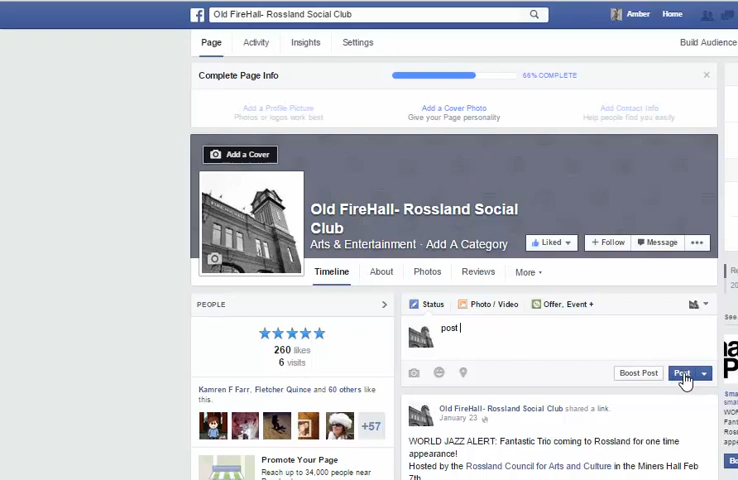 Old FireHall- Rossland Social Club
Amber Home
Page Activity Insights Settings Build Audience
Complete Page Info 56% COMPLETE
Add a Profile Picture Add a Cover Photo Add Contact Info
Photos or logos work best Give your Page personality Help people find you easily
Add a Cover
Old FireHall- Rossland Social
Club
Arts & Entertainment · Add A Category
Liked Follow Message
Timeline About Photos Reviews More
PEOPLE
260 likes
6 visits
Kamren F Farr, Fletcher Quince and 60 others like
this.
+57
Promote Your Page
Reach up to 34,000 people near
Status Photo / Video Offer, Event +
post
Boost Post Post
Old FireHall- Rossland Social Club shared a link.
January 23
WORLD JAZZ ALERT: Fantastic Trio coming to Rossland for one time
appearance!
Hosted by the Rossland Council for Arts and Culture in the Miners Hall Feb
7th
See